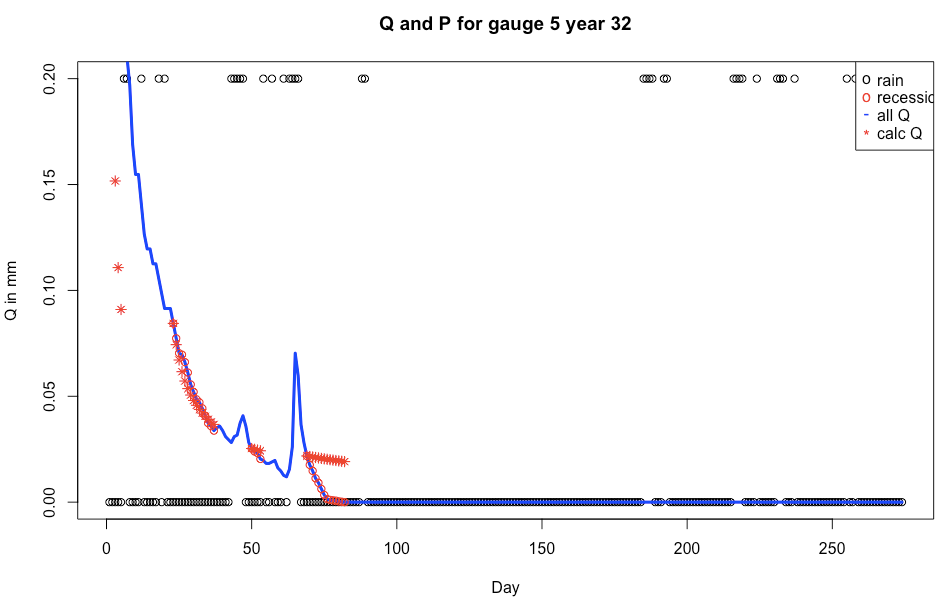 Q and P for gauge 5 year 32
Q in mm
0.20
0.15
0.10
0.05
0.00
rain
recessio
all Q
calc Q
0 50 100 150 200 250
Day